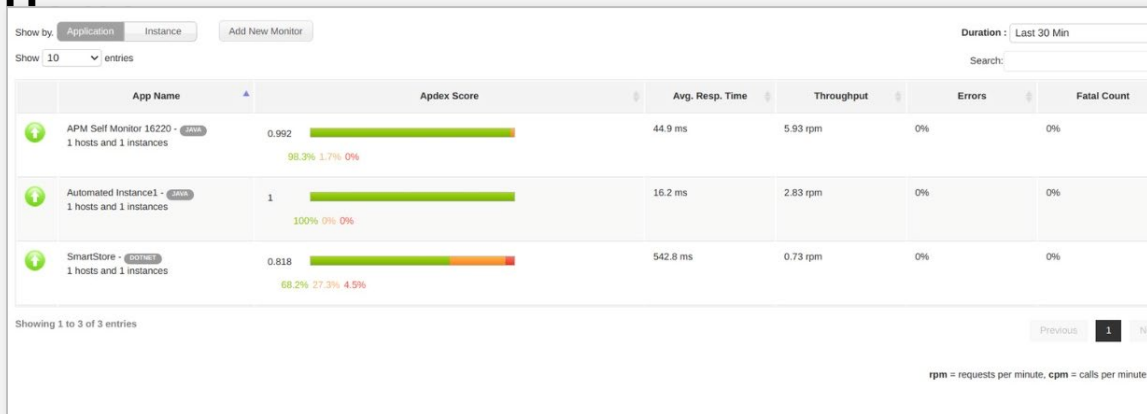 Show by. Application Instance Add New Monitor Duration : Last 30 Min
Show 10 entries Search:
App Name Apdex Score Avg. Resp. Time Throughput Errors Fatal Count
APM Self Monitor 16220 - JAVA
1 hosts and 1 instances
0.992
98.3% 1.7% 0%
44.9 ms 5.93 rpm 0% 0%
Automated Instance1 - JAVA
1 hosts and 1 instances
1
100% 0% 0%
16.2 ms 2.83 rpm 0% 0%
SmartStore - DOTNET
1 hosts and 1 instances
0.818
68.2% 27.3% 4.5%
542.8 ms 0.73 rpm 0% 0%
Showing 1 to 3 of 3 entries
Previous 1 N
rpm = requests per minute, cpm = calls per minute